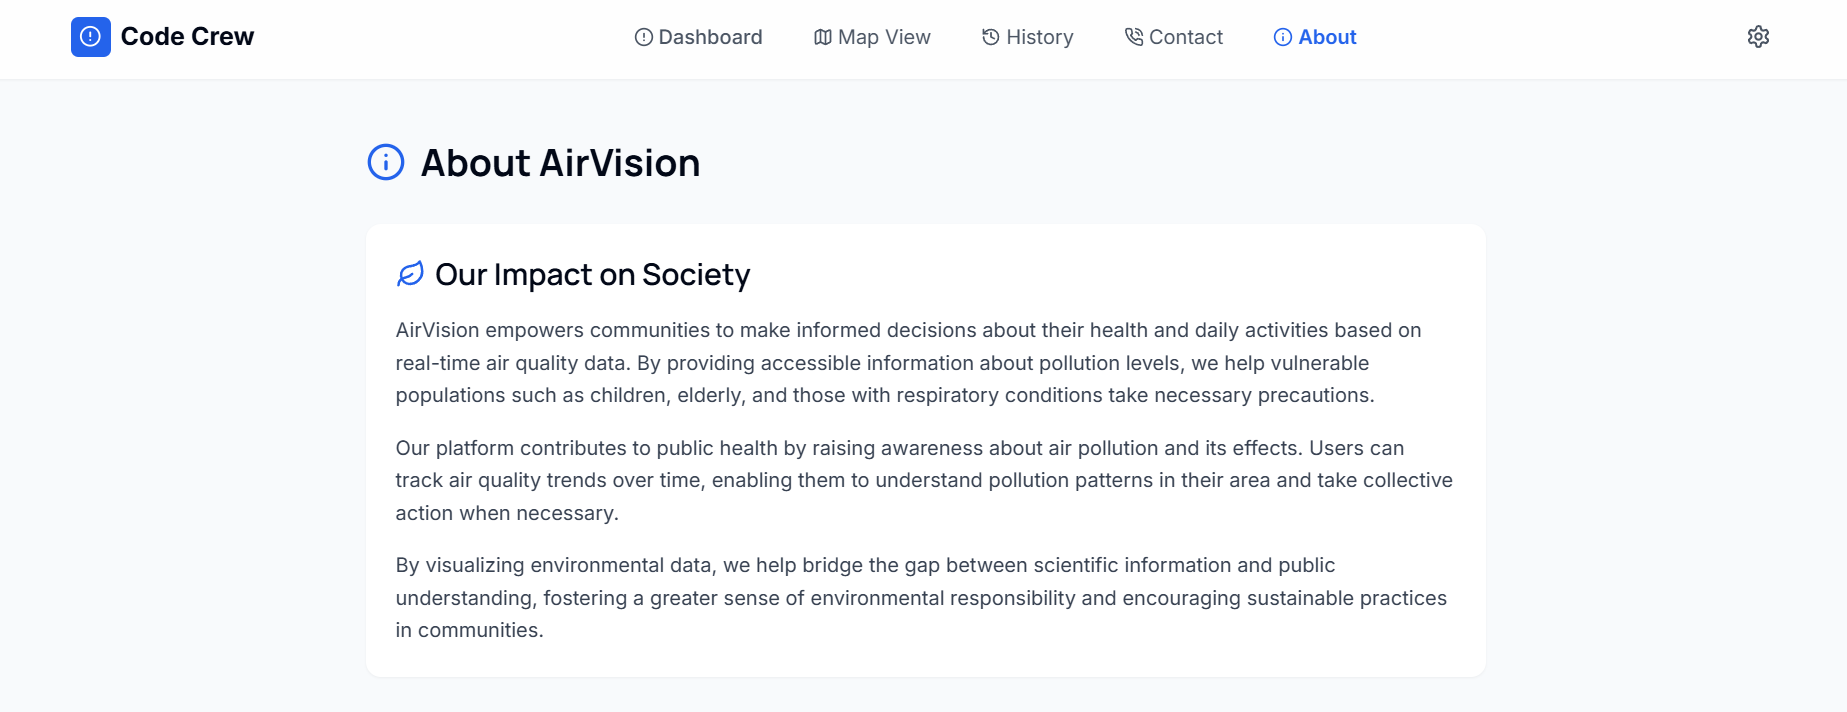 Code Crew
Dashboard
Map View
History
Contact
About
About AirVision
Our Impact on Society
AirVision empowers communities to make informed decisions about their health and daily activities based on
real-time air quality data. By providing accessible information about pollution levels, we help vulnerable
populations such as children, elderly, and those with respiratory conditions take necessary precautions.
Our platform contributes to public health by raising awareness about air pollution and its effects. Users can
track air quality trends over time, enabling them to understand pollution patterns in their area and take collective
action when necessary.
By visualizing environmental data, we help bridge the gap between scientific information and public
understanding, fostering a greater sense of environmental responsibility and encouraging sustainable practices
in communities.